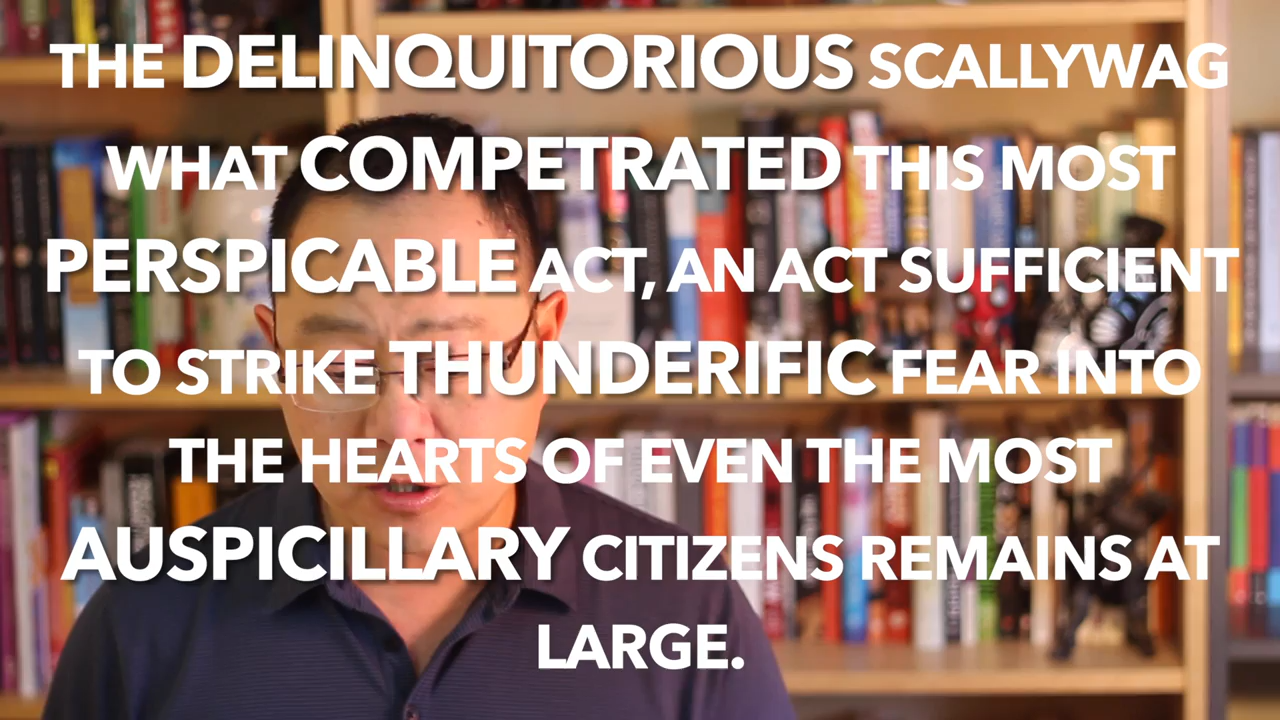 THE DELINQUITORIOUS SCALLYWAG
WHAT COMPETRATED THIS MOST
PERSPICABLE ACT, AN ACT SUFFICIENT
TO STRIKE THUNDERIFIC FEAR INTO
THE HEARTS OF EVEN THE MOST
AUSPICILLARY CITIZENS REMAINS AT
LARGE.